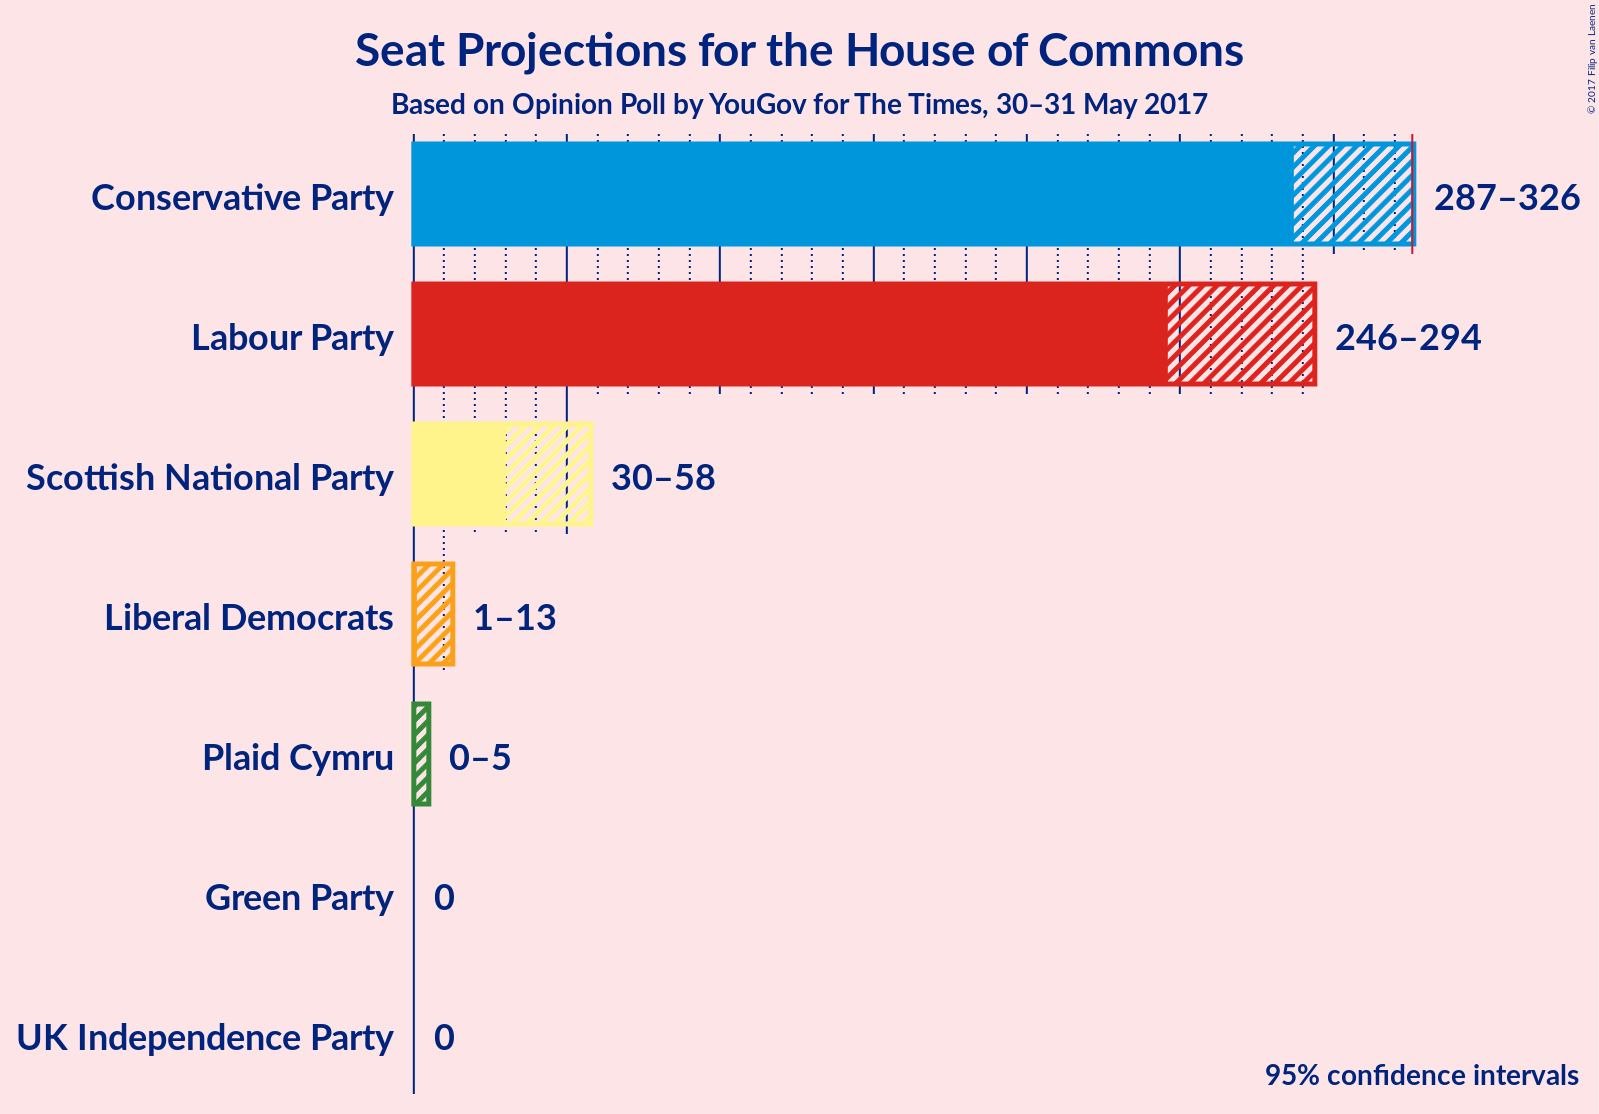 Seat Projections for the House of Commons
Based on Opinion Poll by YouGov for The Times, 30–31 May 2017
© 2017 Filip van Laenen
Conservative Party 287–326
Labour Party 246–294
Scottish National Party 30–58
Liberal Democrats 1–13
Plaid Cymru 0–5
Green Party 0
UK Independence Party 0
95% confidence intervals